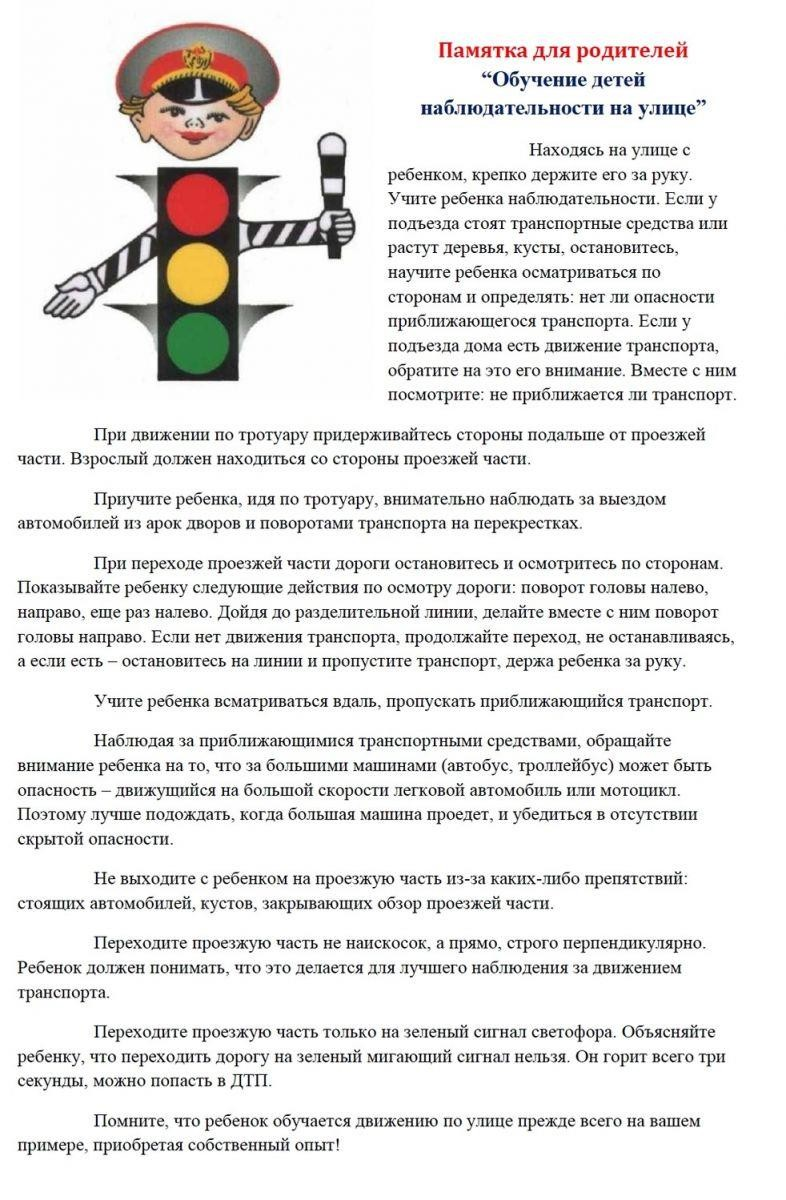 Памятка для родителей
“Обучение детей
наблюдательности на улице”
Находясь на улице с
ребенком, крепко держите его за руку.
Учите ребенка наблюдательности. Если у
подъезда стоят транспортные средства или
растут деревья, кусты, остановитесь,
научите ребенка осматриваться по
сторонам и определять: нет ли опасности
приближающегося транспорта. Если у
подъезда дома есть движение транспорта,
обратите на это его внимание. Вместе с ним
посмотрите: не приближается ли транспорт.
При движении по тротуару придерживайтесь стороны подальше от проезжей
части. Взрослый должен находиться со стороны проезжей части.
Приучите ребенка, идя по тротуару, внимательно наблюдать за выездом
автомобилей из арок дворов и поворотами транспорта на перекрестках.
При переходе проезжей части дороги остановитесь и осмотритесь по сторонам.
Показывайте ребенку следующие действия по осмотру дороги: поворот головы налево,
направо, еще раз налево. Дойдя до разделительной линии, делайте вместе с ним поворот
головы направо. Если нет движения транспорта, продолжайте переход, не останавливаясь,
а если есть – остановитесь на линии и пропустите транспорт, держа ребенка за руку.
Учите ребенка всматриваться вдаль, пропускать приближающийся транспорт.
Наблюдая за приближающимися транспортными средствами, обращайте
внимание ребенка на то, что за большими машинами (автобус, троллейбус) может быть
опасность – движущийся на большой скорости легковой автомобиль или мотоцикл.
Поэтому лучше подождать, когда большая машина проедет, и убедиться в отсутствии
скрытой опасности.
Не выходите с ребенком на проезжую часть из-за каких-либо препятствий:
стоящих автомобилей, кустов, закрывающих обзор проезжей части.
Переходите проезжую часть не наискосок, а прямо, строго перпендикулярно.
Ребенок должен понимать, что это делается для лучшего наблюдения за движением
транспорта.
Переходите проезжую часть только на зеленый сигнал светофора. Объясняйте
ребенку, что переходить дорогу на зеленый мигающий сигнал нельзя. Он горит всего три
секунды, можно попасть в ДТП.
Помните, что ребенок обучается движению по улице прежде всего на вашем
примере, приобретая собственный опыт!